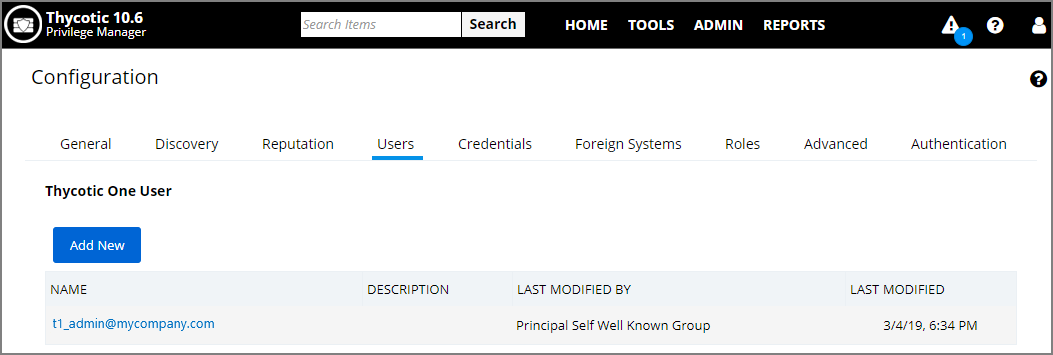 Thycotic 10.6
Privilege Manager
Search Items
Search
HOME TOOLS ADMIN REPORTS
1
?
Configuration
?
General Discovery Reputation Users Credentials Foreign Systems Roles Advanced Authentication
Thycotic One User
Add New
NAME DESCRIPTION LAST MODIFIED BY LAST MODIFIED
t1_admin@mycompany.com Principal Self Well Known Group 3/4/19, 6:34 PM